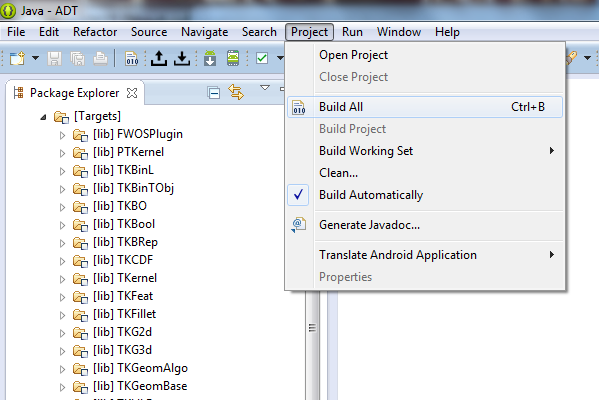 Java - ADT
File Edit Refactor Source Navigate Search Project Run Window Help
Package Explorer
[Targets]
[lib] FWOSPlugin
[lib] PTKernel
[lib] TKBinL
[lib] TKBinTObj
[lib] TKBO
[lib] TKBool
[lib] TKBRep
[lib] TKCDF
[lib] TKernel
[lib] TKFeat
[lib] TKFillet
[lib] TKG2d
[lib] TKG3d
[lib] TKGeomAlgo
[lib] TKGeomBase
Open Project
Close Project
Build All Ctrl+B
Build Project
Build Working Set
Clean...
Build Automatically
Generate Javadoc...
Translate Android Application
Properties